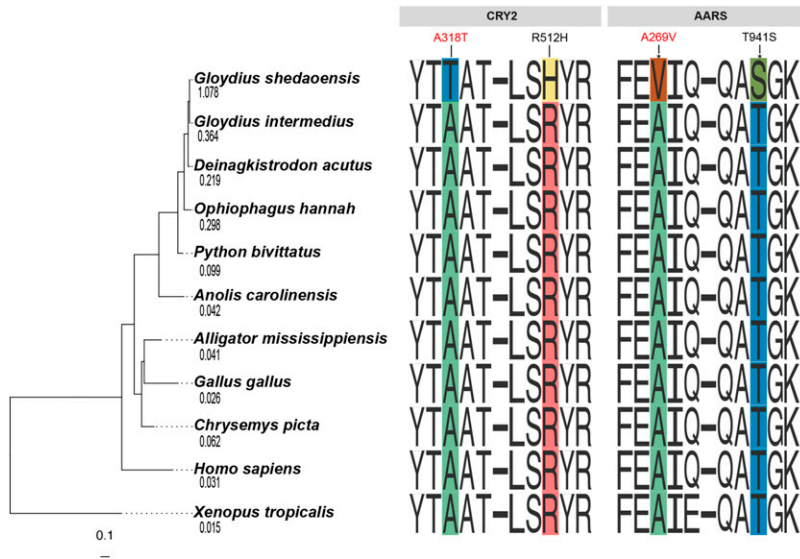 CRY2 AARS
A318T R512H A269V T941S
Gloydius shedaoensis YTTAT-LSHYR FEVIQ-QASGK
1.078
Gloydius intermedius YTAAT-LSRYR FEAIQ-QATGK
0.364
Deinagkistrodon acutus YTAAT-LSRYR FEAIQ-QATGK
0.219
Ophiophagus hannah YTAAT-LSRYR FEAIQ-QATGK
0.298
Python bivittatus YTAAT-LSRYR FEAIQ-QATGK
0.099
Anolis carolinensis YTAAT-LSRYR FEAIQ-QATGK
0.042
Alligator mississippiensis YTAAT-LSRYR FEAIQ-QATGK
0.041
Gallus gallus YTAAT-LSRYR FEAIQ-QATGK
0.026
Chrysemys picta YTAAT-LSRYR FEAIQ-QATGK
0.062
Homo sapiens YTAAT-LSRYR FEAIQ-QATGK
0.031
Xenopus tropicalis YTAAT-LSRYR FEAIE-QATGK
0.015
0.1